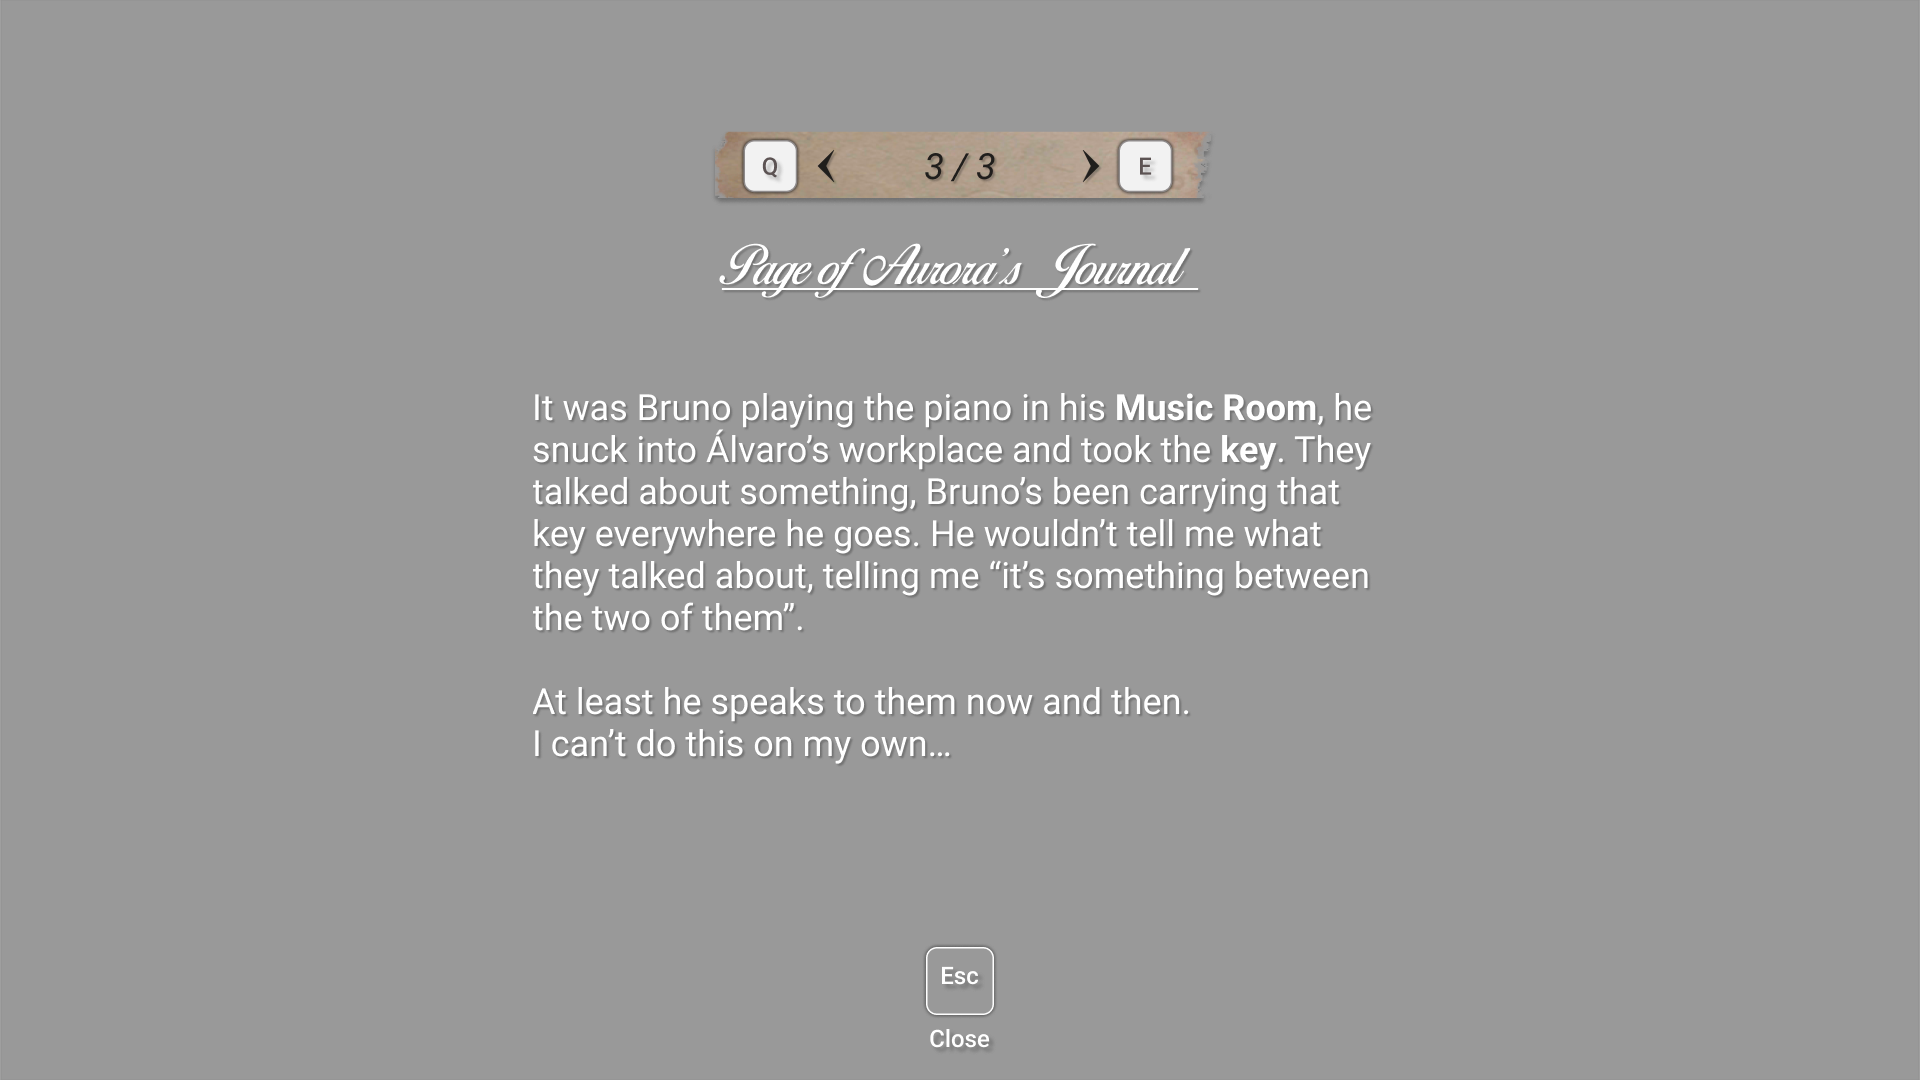 Q 3 / 3 E
Page of Aurora’s Journal
It was Bruno playing the piano in his Music Room, he
snuck into Álvaro’s workplace and took the key. They
talked about something, Bruno’s been carrying that
key everywhere he goes. He wouldn’t tell me what
they talked about, telling me “it’s something between
the two of them”.
At least he speaks to them now and then.
I can’t do this on my own…
Esc
Close